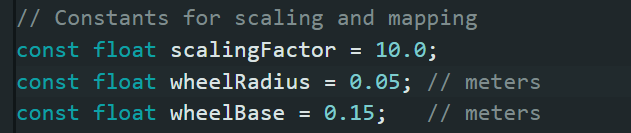 // Constants for scaling and mapping
const float scalingFactor = 10.0;
const float wheelRadius = 0.05; // meters
const float wheelBase = 0.15;   // meters